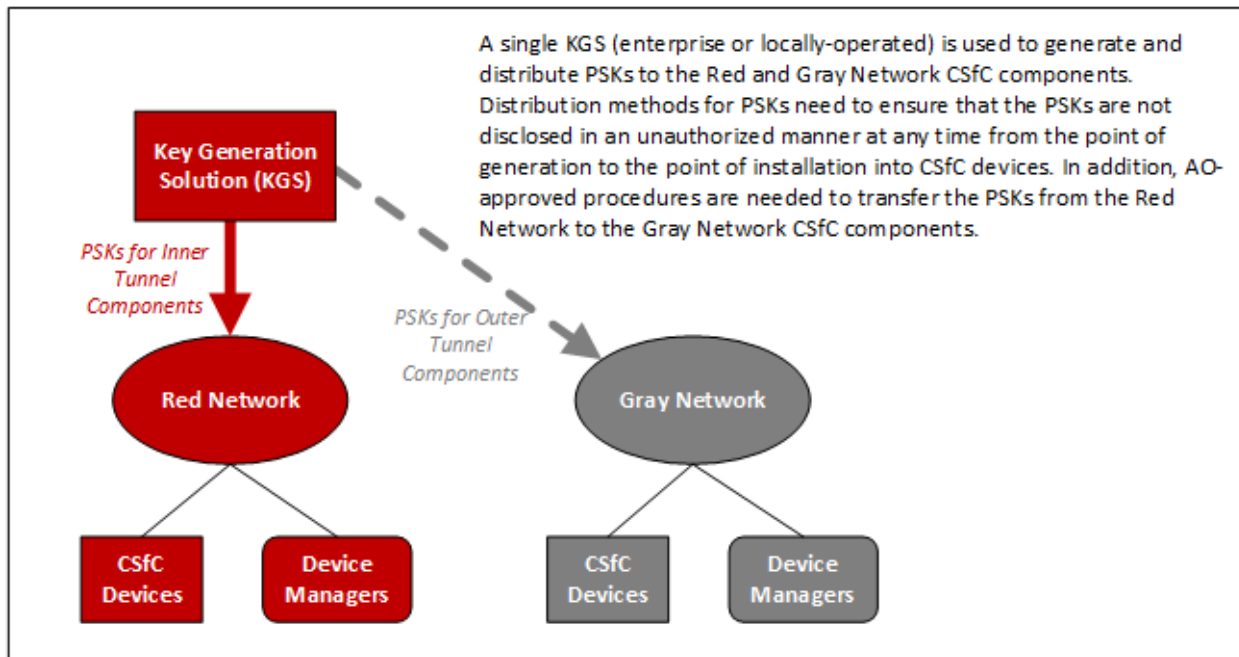 A single KGS (enterprise or locally-operated) is used to generate and
distribute PSKs to the Red and Gray Network CSfC components.
Distribution methods for PSKs need to ensure that the PSKs are not
disclosed in an unauthorized manner at any time from the point of
generation to the point of installation into CSfC devices. In addition, AO-
approved procedures are needed to transfer the PSKs from the Red
Network to the Gray Network CSfC components.
Key Generation
Solution (KGS)
PSKs for Inner
Tunnel
Components
PSKs for Outer
Tunnel
Components
Red Network
Gray Network
CSfC
Devices
Device
Managers
CSfC
Devices
Device
Managers